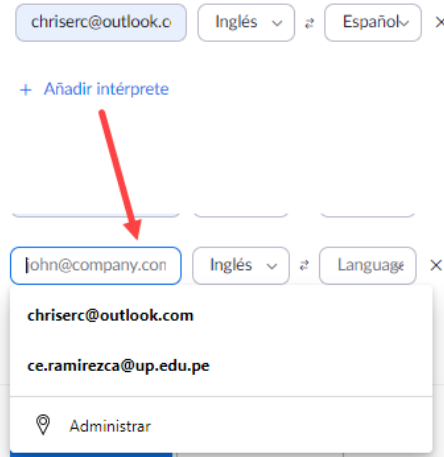 chriserc@outlook.c
Inglés
Español
+ Añadir intérprete
john@company.con
Inglés
Language
chriserc@outlook.com
ce.ramirezca@up.edu.pe
Administrar